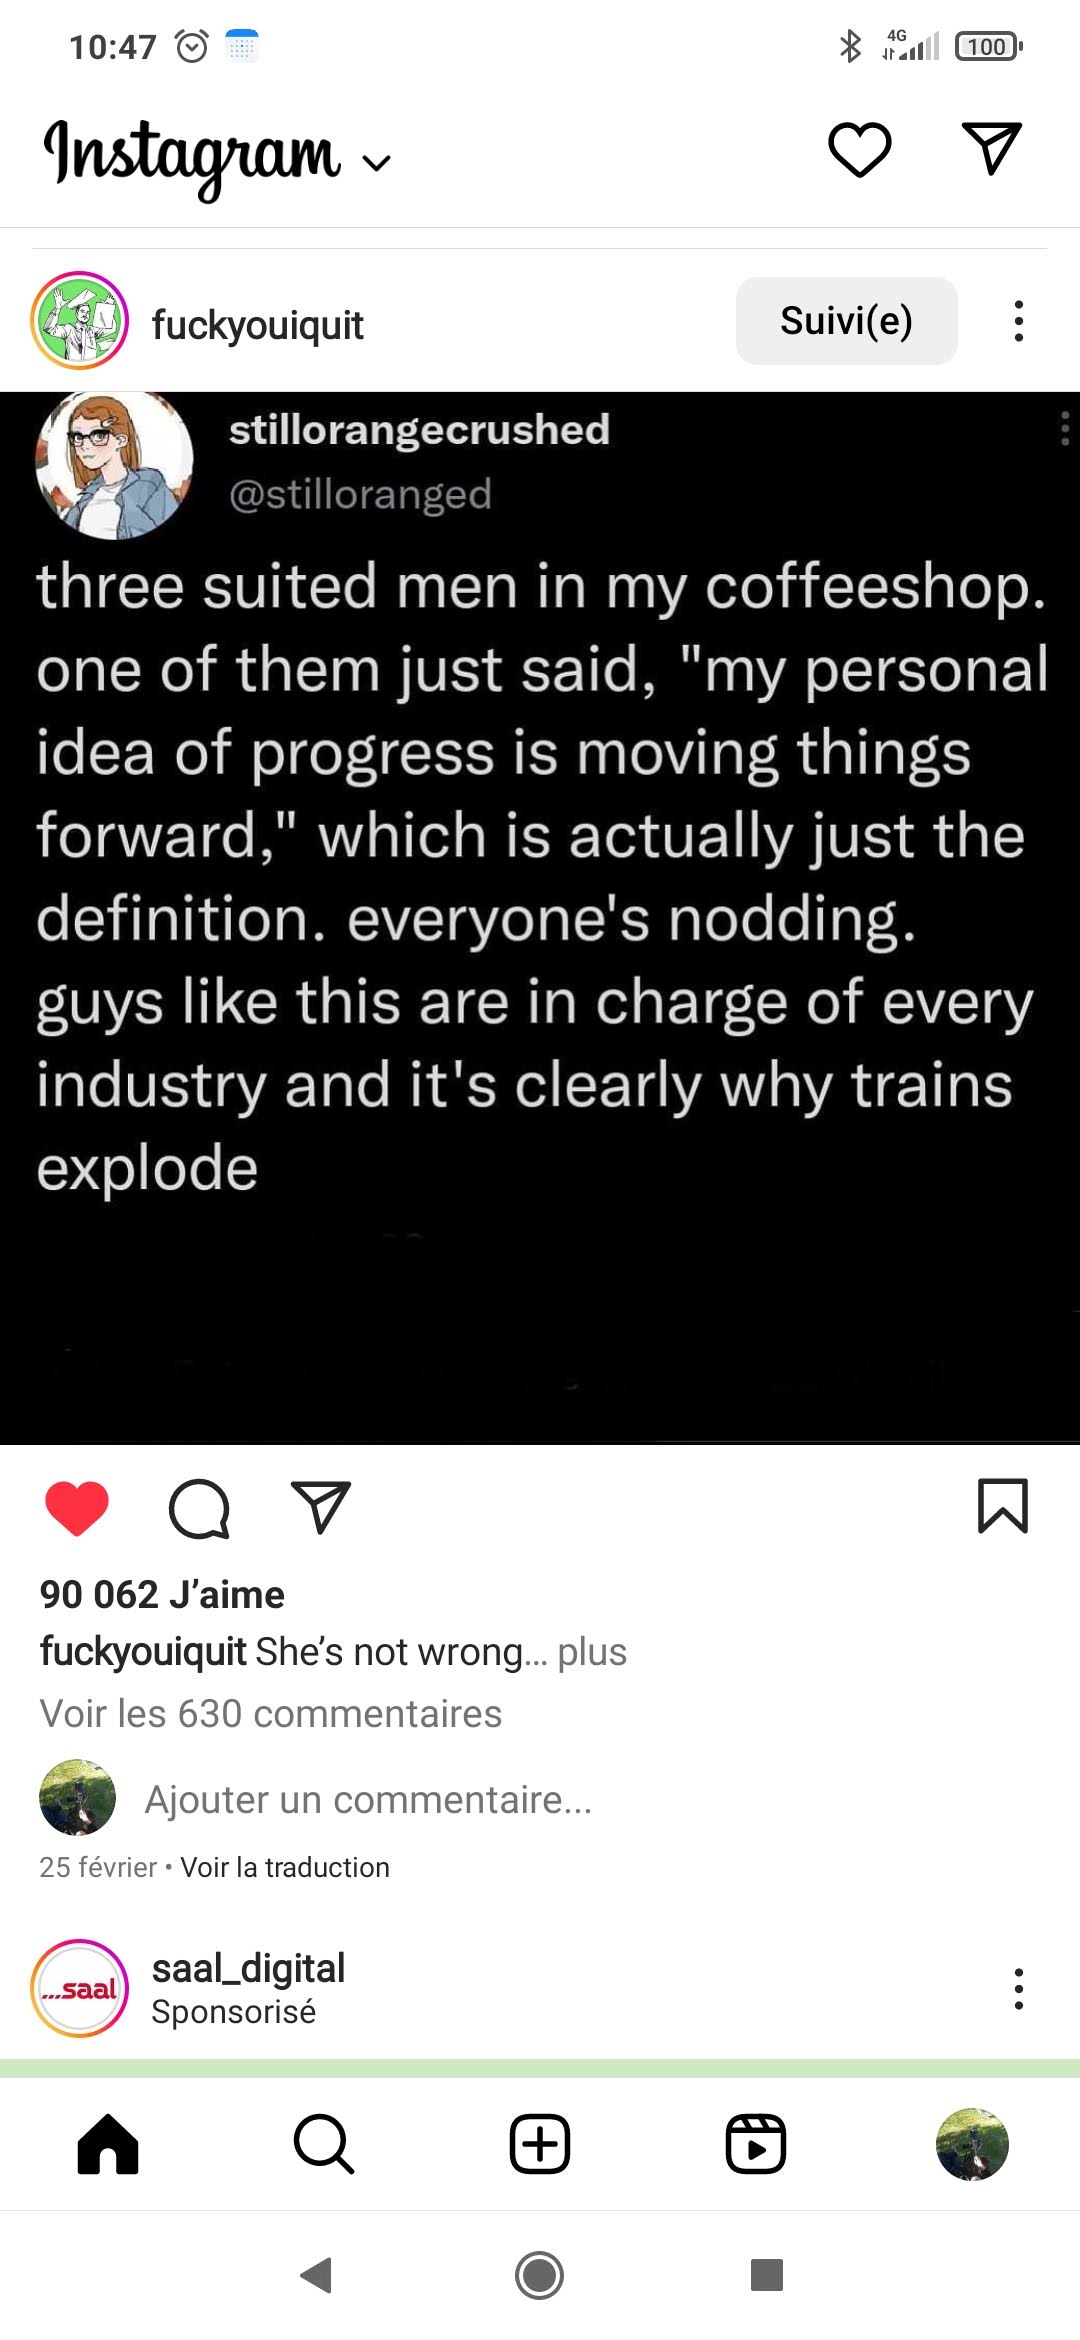 10:47
4G
100
Instagram
fuckyouiquit
Suivi(e)
stillorangecrushed
@stilloranged
three suited men in my coffeeshop.
one of them just said, "my personal
idea of progress is moving things
forward," which is actually just the
definition. everyone's nodding.
guys like this are in charge of every
industry and it's clearly why trains
explode
90 062 J’aime
fuckyouiquit She’s not wrong... plus
Voir les 630 commentaires
Ajouter un commentaire...
25 février • Voir la traduction
...saal
saal_digital
Sponsorisé